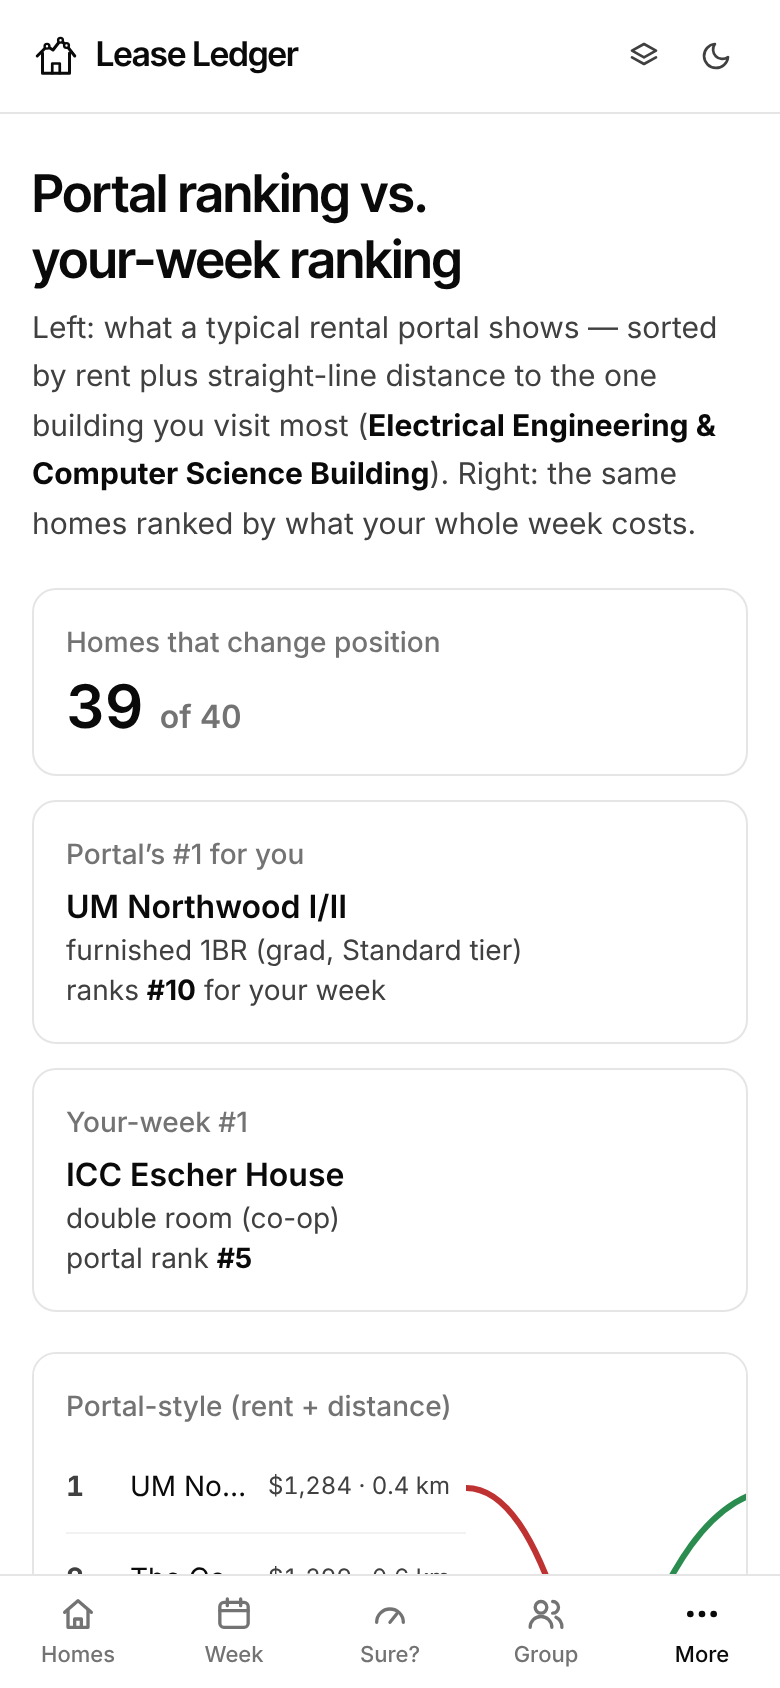 Lease Ledger
Portal ranking vs.
your-week ranking
Left: what a typical rental portal shows — sorted
by rent plus straight-line distance to the one
building you visit most (Electrical Engineering &
Computer Science Building). Right: the same
homes ranked by what your whole week costs.
Homes that change position
39 of 40
Portal’s #1 for you
UM Northwood I/II
furnished 1BR (grad, Standard tier)
ranks #10 for your week
Your-week #1
ICC Escher House
double room (co-op)
portal rank #5
Portal-style (rent + distance)
1 UM No... $1,284 · 0.4 km
Homes Week Sure? Group More